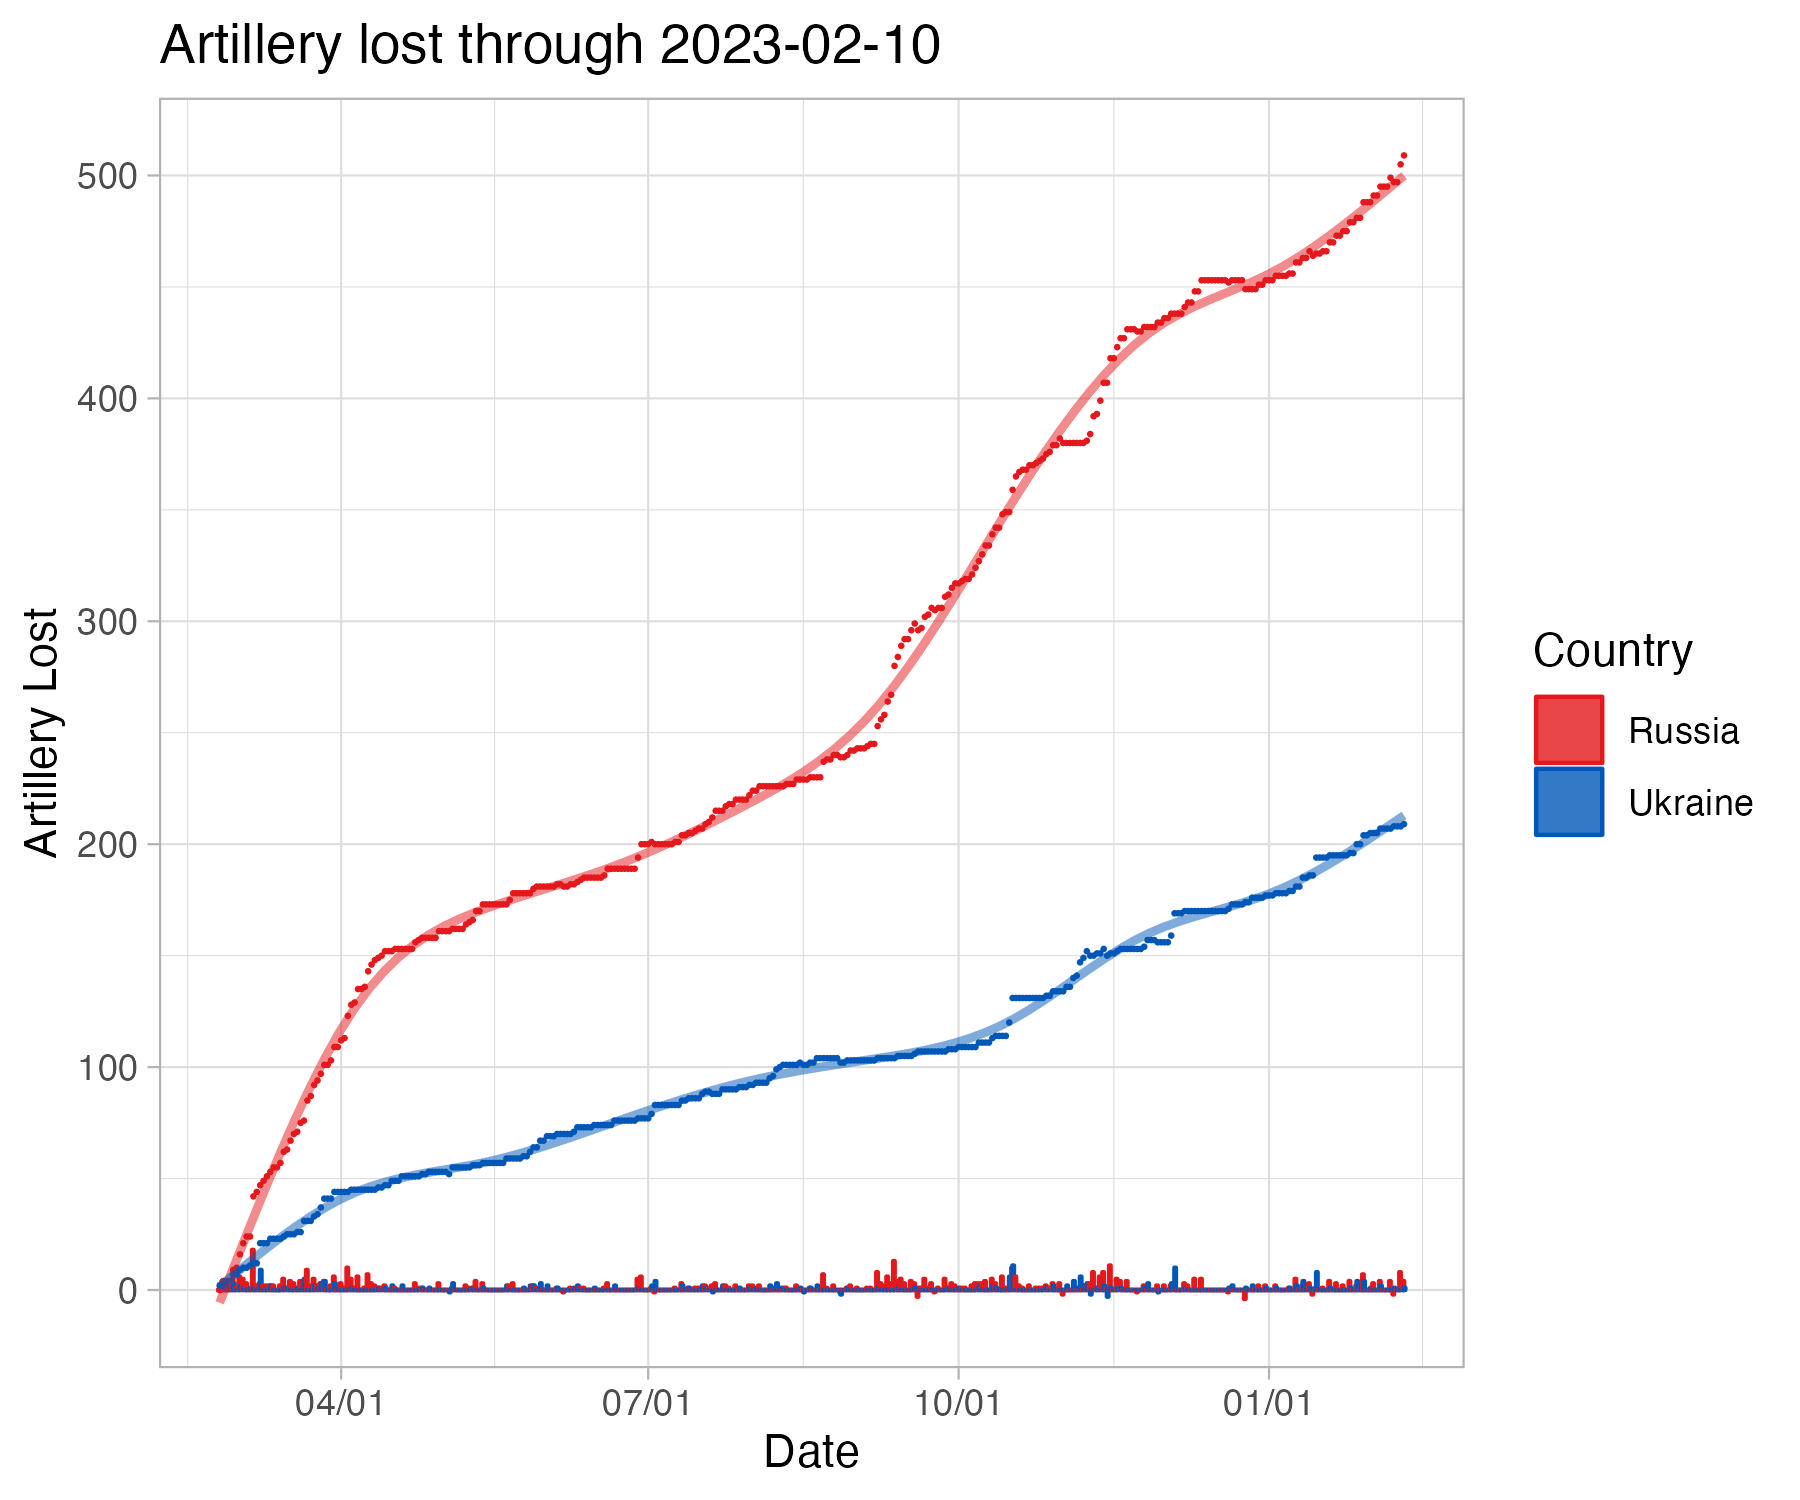 Artillery lost through 2023-02-10
Artillery Lost
500
400
300
200
100
0
04/01
07/01
10/01
01/01
Date
Country
Russia
Ukraine